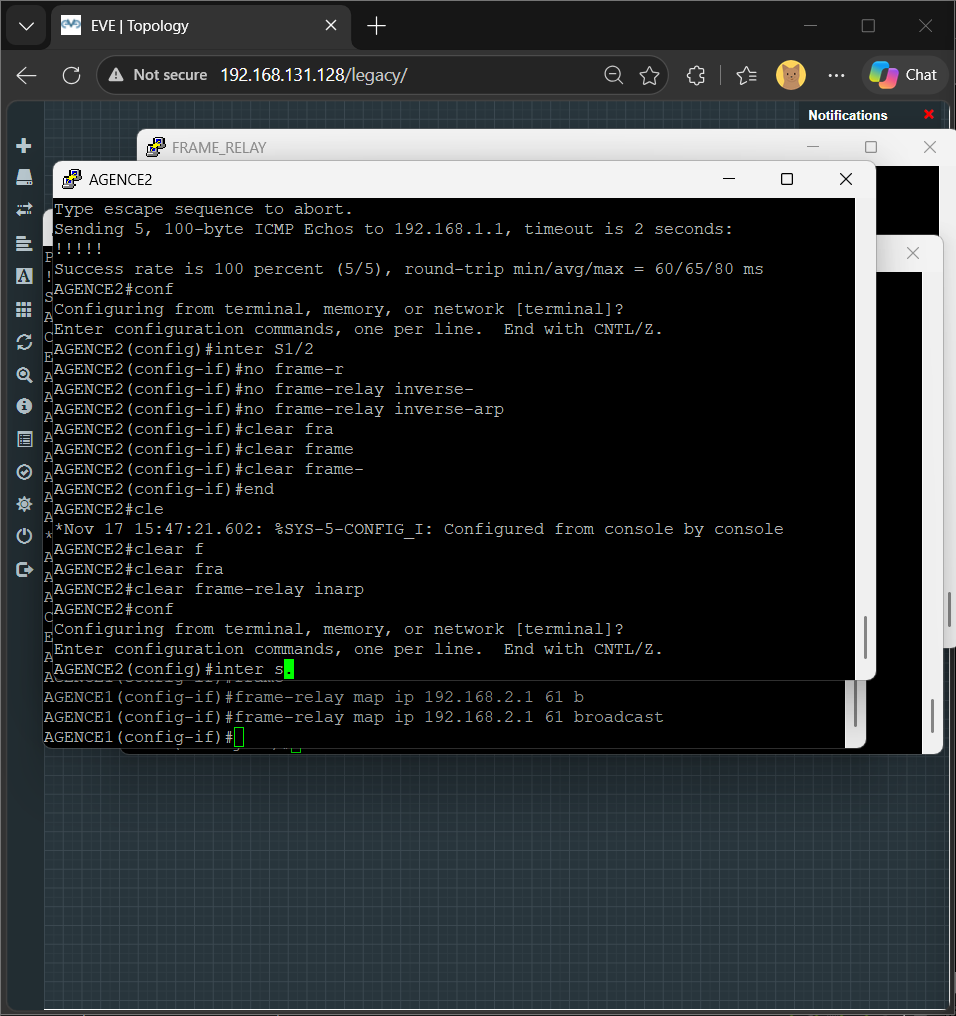 EVE | Topology
Not secure 192.168.131.128/legacy/
Chat
Notifications
FRAME_RELAY
AGENCE2
Type escape sequence to abort.
Sending 5, 100-byte ICMP Echos to 192.168.1.1, timeout is 2 seconds:
!!!!!
Success rate is 100 percent (5/5), round-trip min/avg/max = 60/65/80 ms
AGENCE2#conf
Configuring from terminal, memory, or network [terminal]?
Enter configuration commands, one per line.  End with CNTL/Z.
AGENCE2(config)#inter S1/2
AGENCE2(config-if)#no frame-r
AGENCE2(config-if)#no frame-relay inverse-
AGENCE2(config-if)#no frame-relay inverse-arp
AGENCE2(config-if)#clear fra
AGENCE2(config-if)#clear frame
AGENCE2(config-if)#clear frame-
AGENCE2(config-if)#end
AGENCE2#cle
*Nov 17 15:47:21.602: %SYS-5-CONFIG_I: Configured from console by console
AGENCE2#clear f
AGENCE2#clear fra
AGENCE2#clear frame-relay inarp
AGENCE2#conf
Configuring from terminal, memory, or network [terminal]?
Enter configuration commands, one per line.  End with CNTL/Z.
AGENCE2(config)#inter s.
AGENCE1(config-if)#frame-relay map ip 192.168.2.1 61 b
AGENCE1(config-if)#frame-relay map ip 192.168.2.1 61 broadcast
AGENCE1(config-if)#